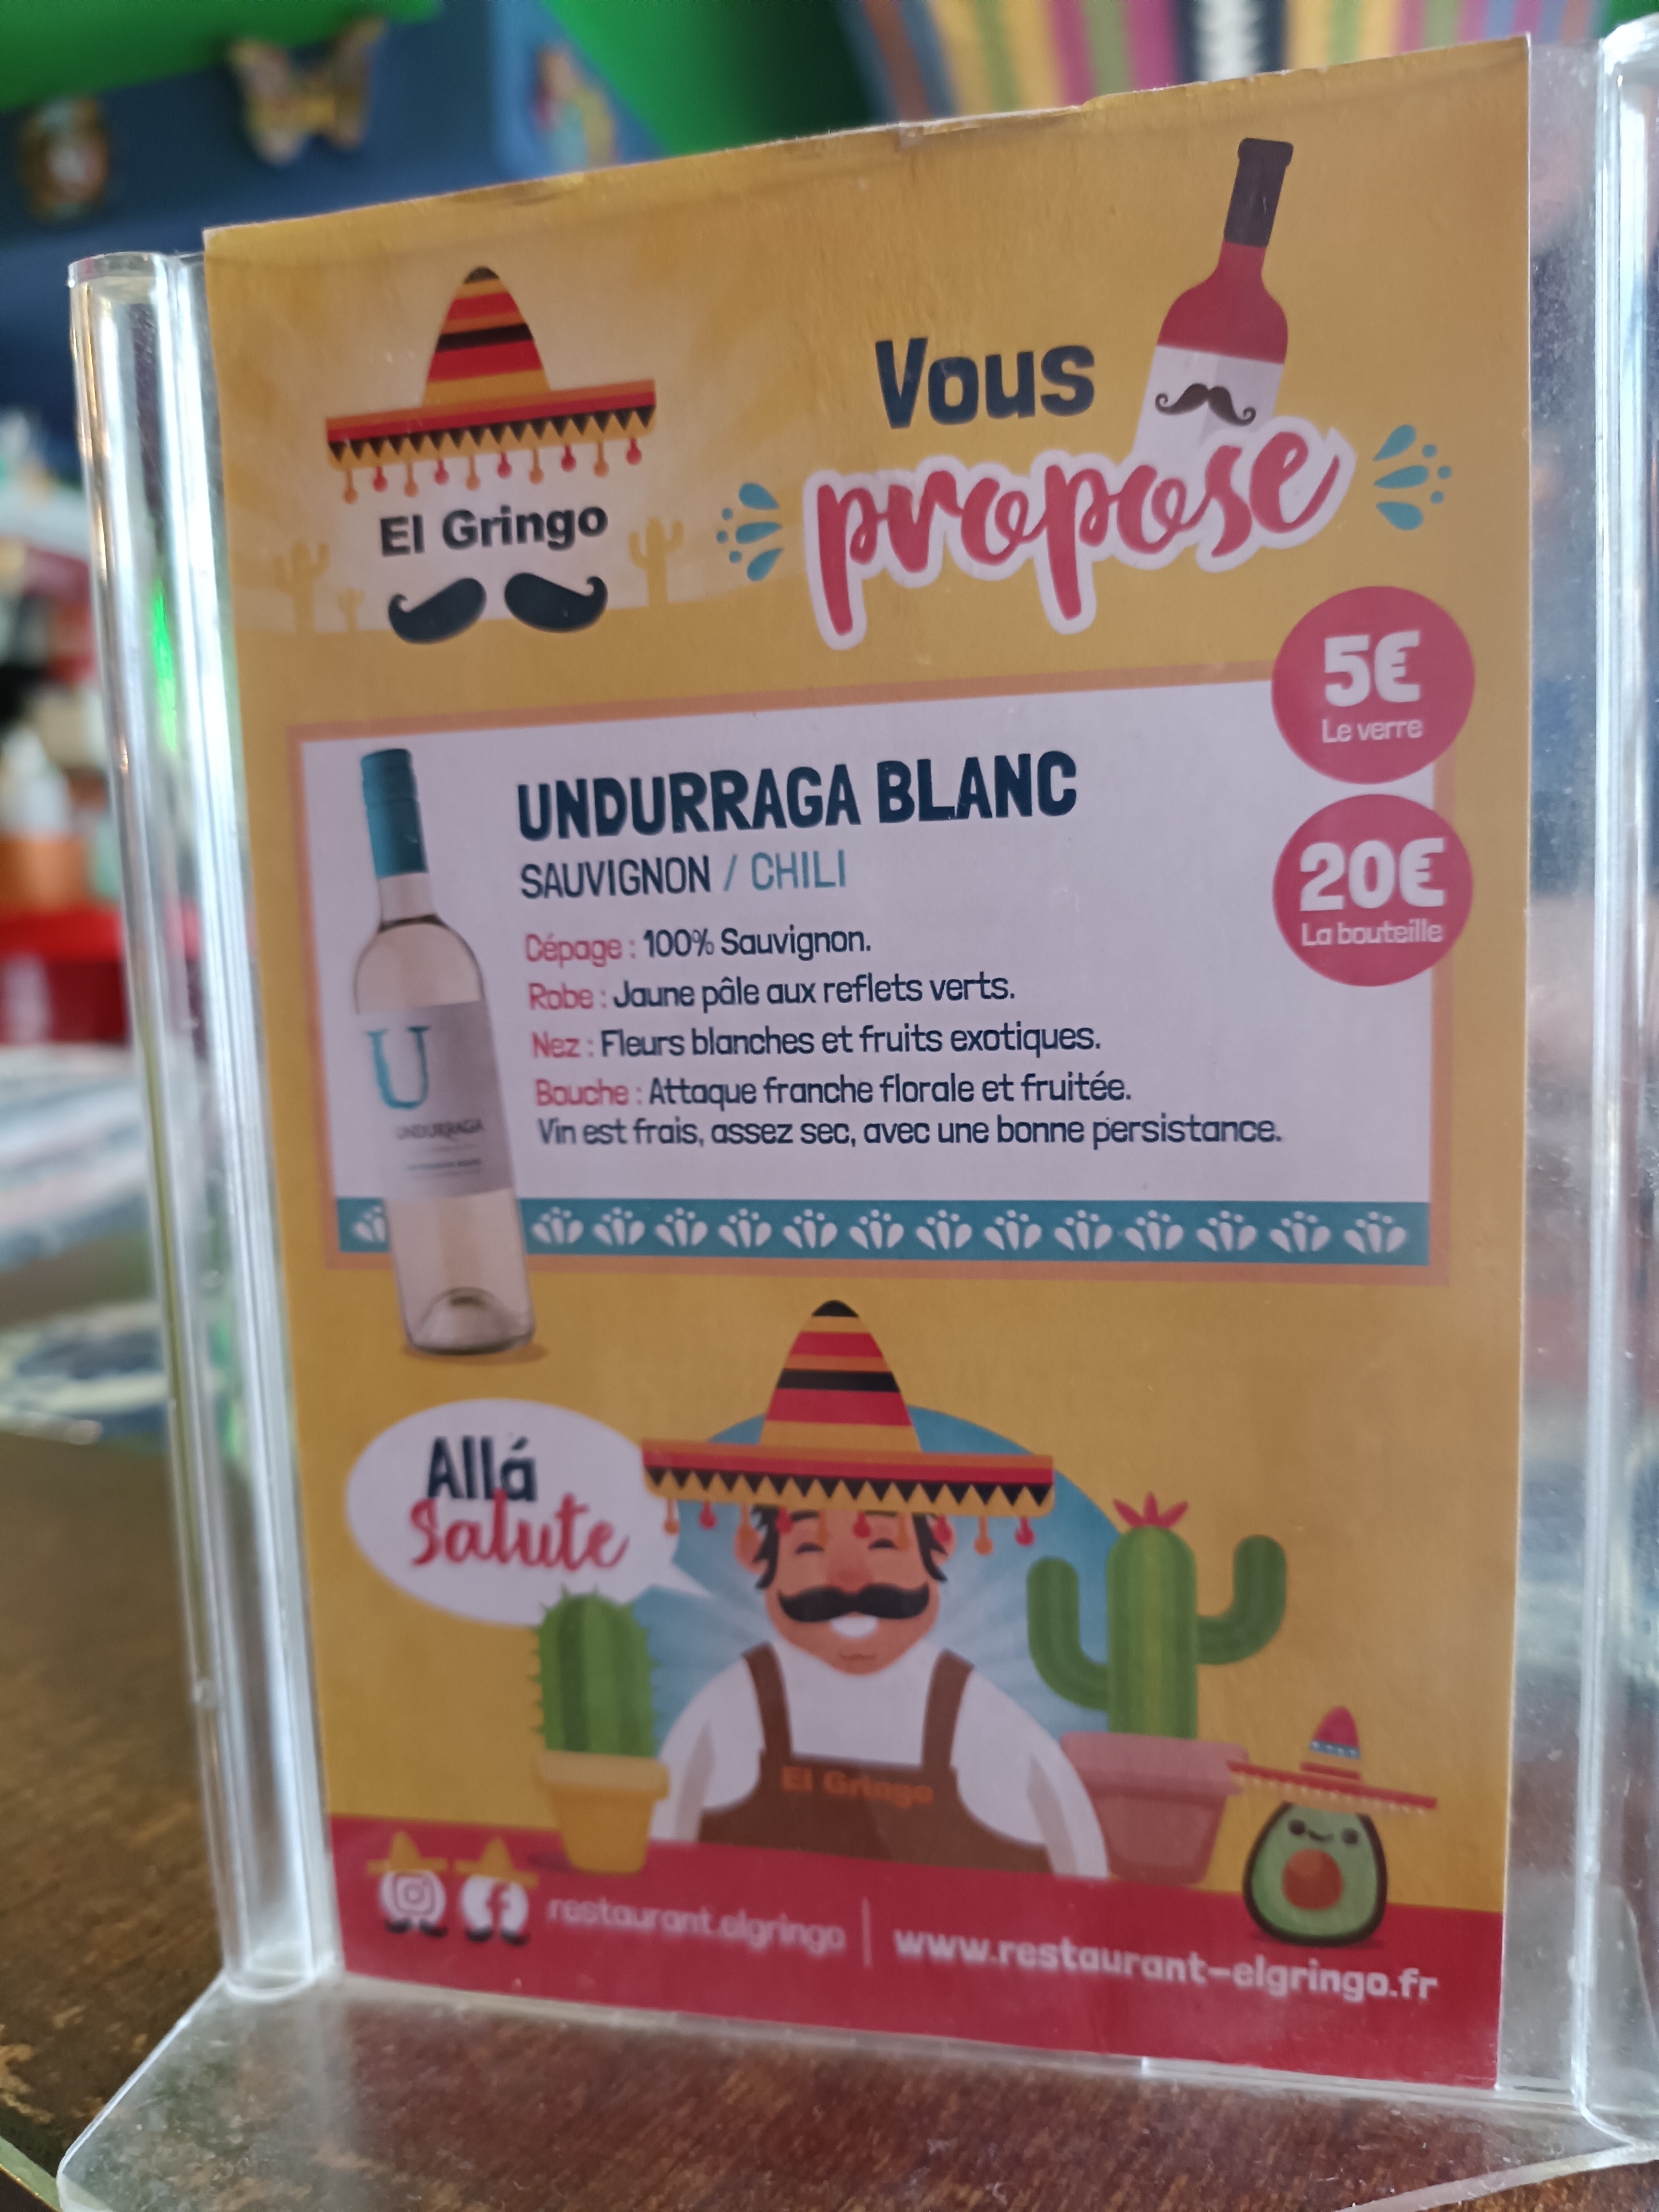 El Gringo
Vous
propose
5€
Le verre
20€
La bouteille
UNDURRAGA BLANC
SAUVIGNON / CHILI
Cépage : 100% Sauvignon.
Robe : Jaune pâle aux reflets verts.
Nez : Fleurs blanches et fruits exotiques.
Bouche : Attaque franche florale et fruitée.
Vin est frais, assez sec, avec une bonne persistance.
U
UNDURRAGA
Allá
Salute
El Gringo
restaurant.elgringo | www.restaurant-elgringo.fr